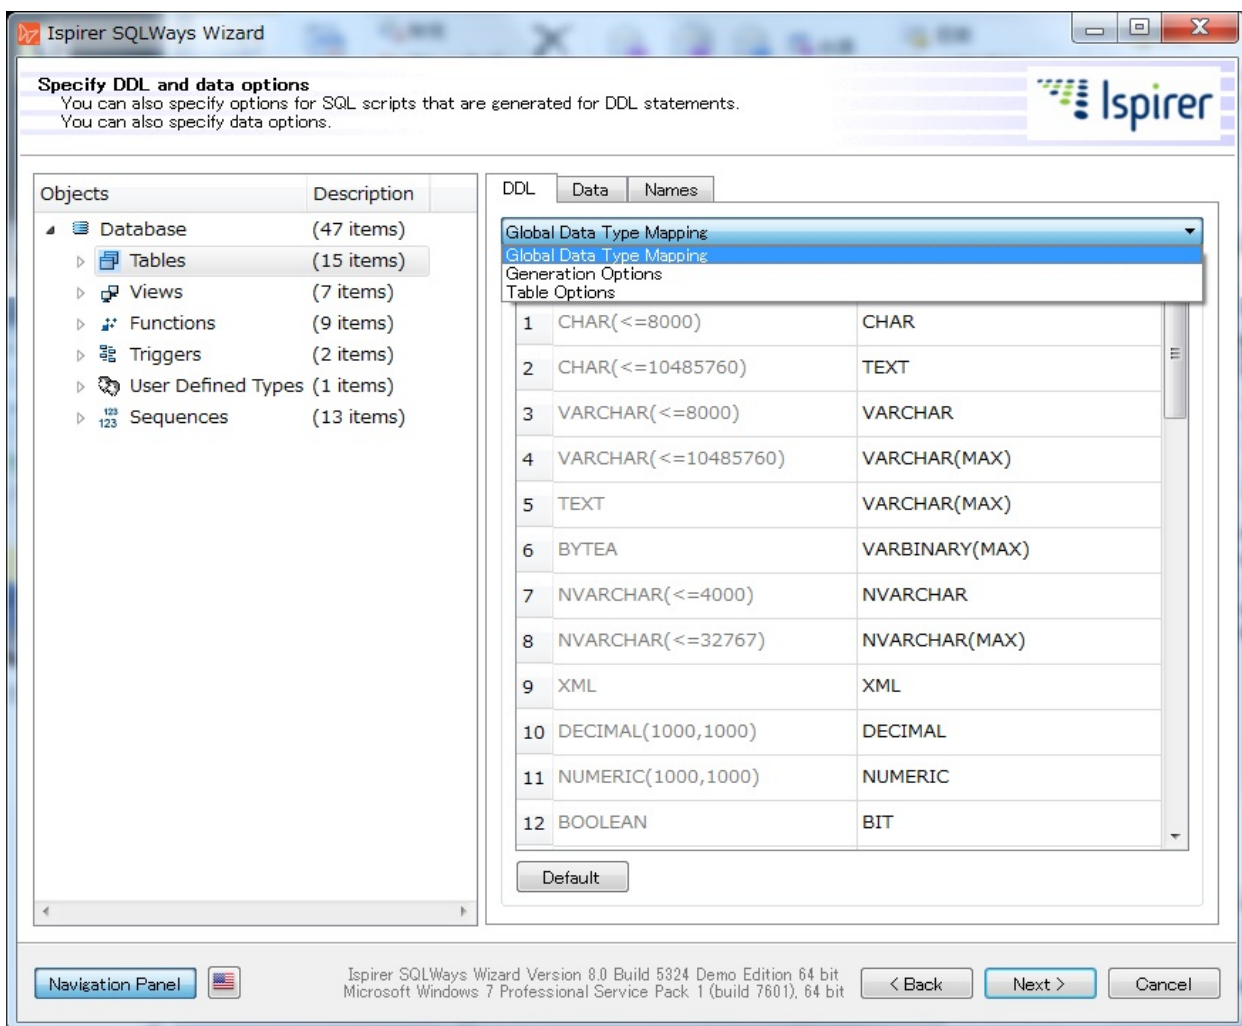 Ispirer SQLWays Wizard
Specify DDL and data options
You can also specify options for SQL scripts that are generated for DDL statements.
You can also specify data options.
Ispirer
Objects Description
Database (47 items)
Tables (15 items)
Views (7 items)
Functions (9 items)
Triggers (2 items)
User Defined Types (1 items)
123
123 Sequences (13 items)
DDL Data Names
Global Data Type Mapping
Global Data Type Mapping
Generation Options
Table Options
1 CHAR(<=8000) CHAR
2 CHAR(<=10485760) TEXT
3 VARCHAR(<=8000) VARCHAR
4 VARCHAR(<=10485760) VARCHAR(MAX)
5 TEXT VARCHAR(MAX)
6 BYTEA VARBINARY(MAX)
7 NVARCHAR(<=4000) NVARCHAR
8 NVARCHAR(<=32767) NVARCHAR(MAX)
9 XML XML
10 DECIMAL(1000,1000) DECIMAL
11 NUMERIC(1000,1000) NUMERIC
12 BOOLEAN BIT
Default
Navigation Panel
Ispirer SQLWays Wizard Version 8.0 Build 5324 Demo Edition 64 bit
Microsoft Windows 7 Professional Service Pack 1 (build 7601), 64 bit
< Back Next > Cancel